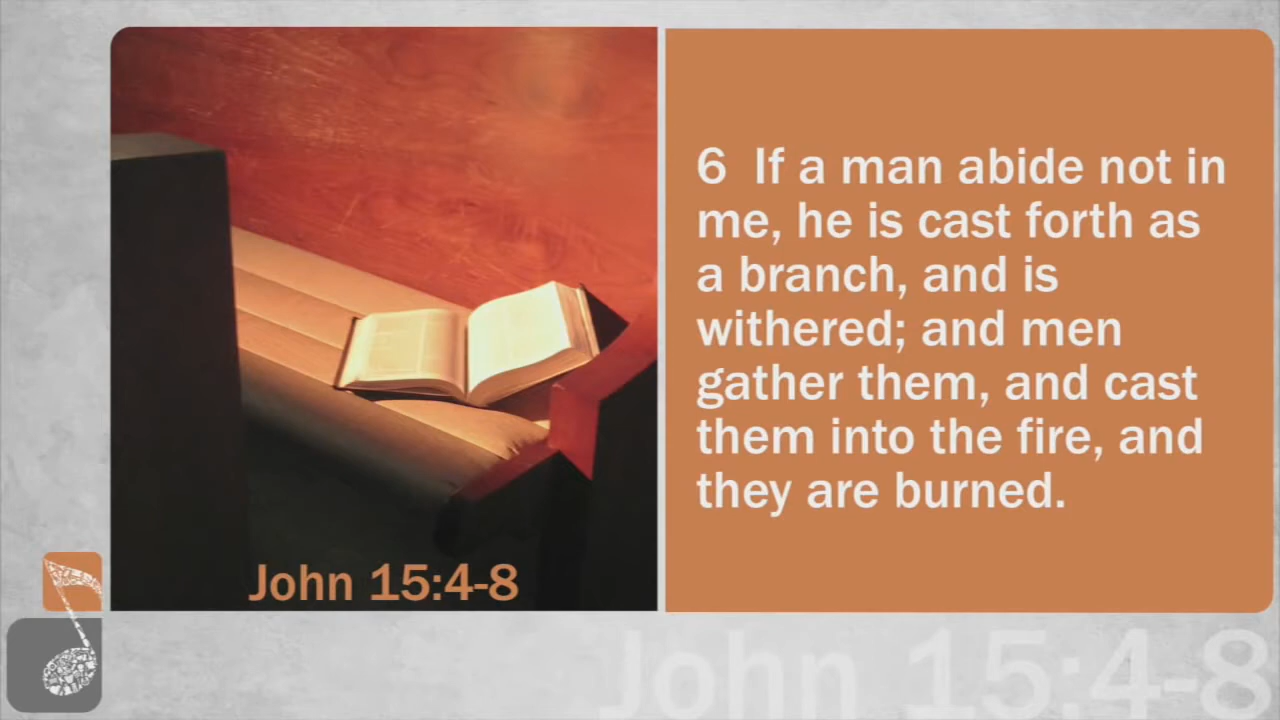 6 If a man abide not in
me, he is cast forth as
a branch, and is
withered; and men
gather them, and cast
them into the fire, and
they are burned.
John 15:4-8
John 15:4-8